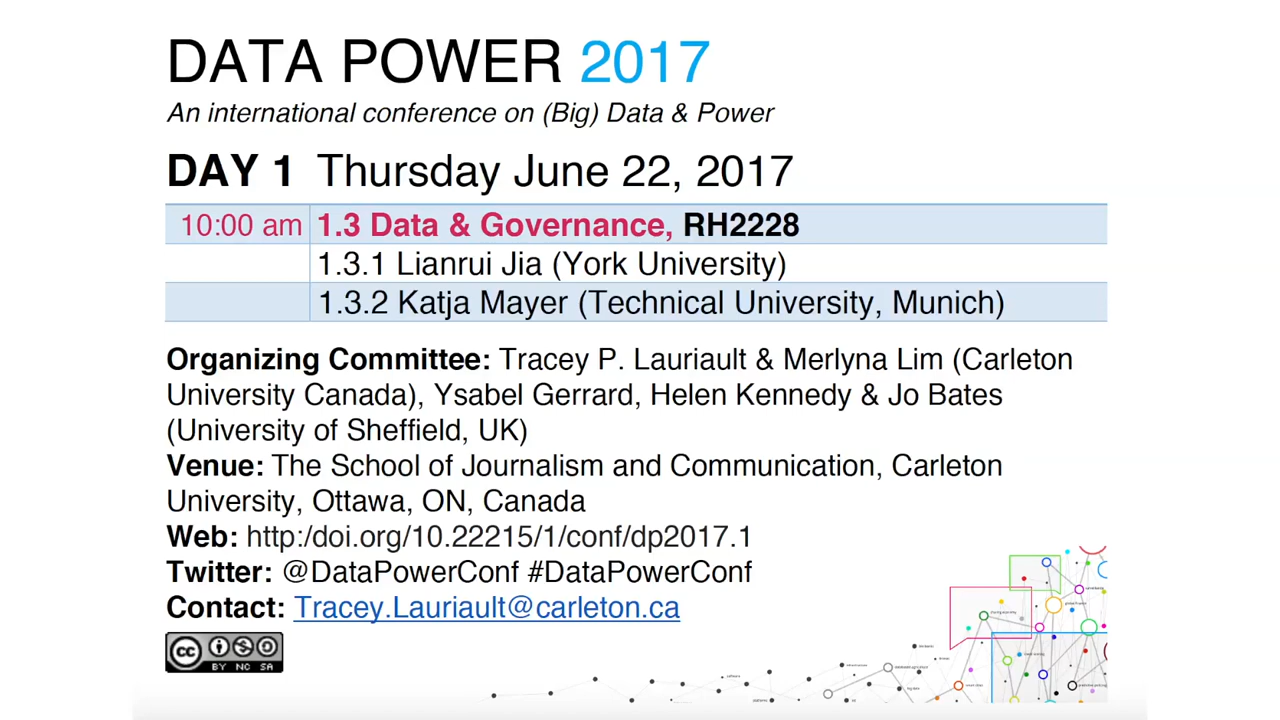 DATA POWER 2017
An international conference on (Big) Data & Power
DAY 1 Thursday June 22, 2017
10:00 am 1.3 Data & Governance, RH2228
1.3.1 Lianrui Jia (York University)
1.3.2 Katja Mayer (Technical University, Munich)
Organizing Committee: Tracey P. Lauriault & Merlyna Lim (Carleton
University Canada), Ysabel Gerrard, Helen Kennedy & Jo Bates
(University of Sheffield, UK)
Venue: The School of Journalism and Communication, Carleton
University, Ottawa, ON, Canada
Web: http:/doi.org/10.22215/1/conf/dp2017.1
Twitter: @DataPowerConf #DataPowerConf
Contact: Tracey.Lauriault@carleton.ca
cc
BY NC SA